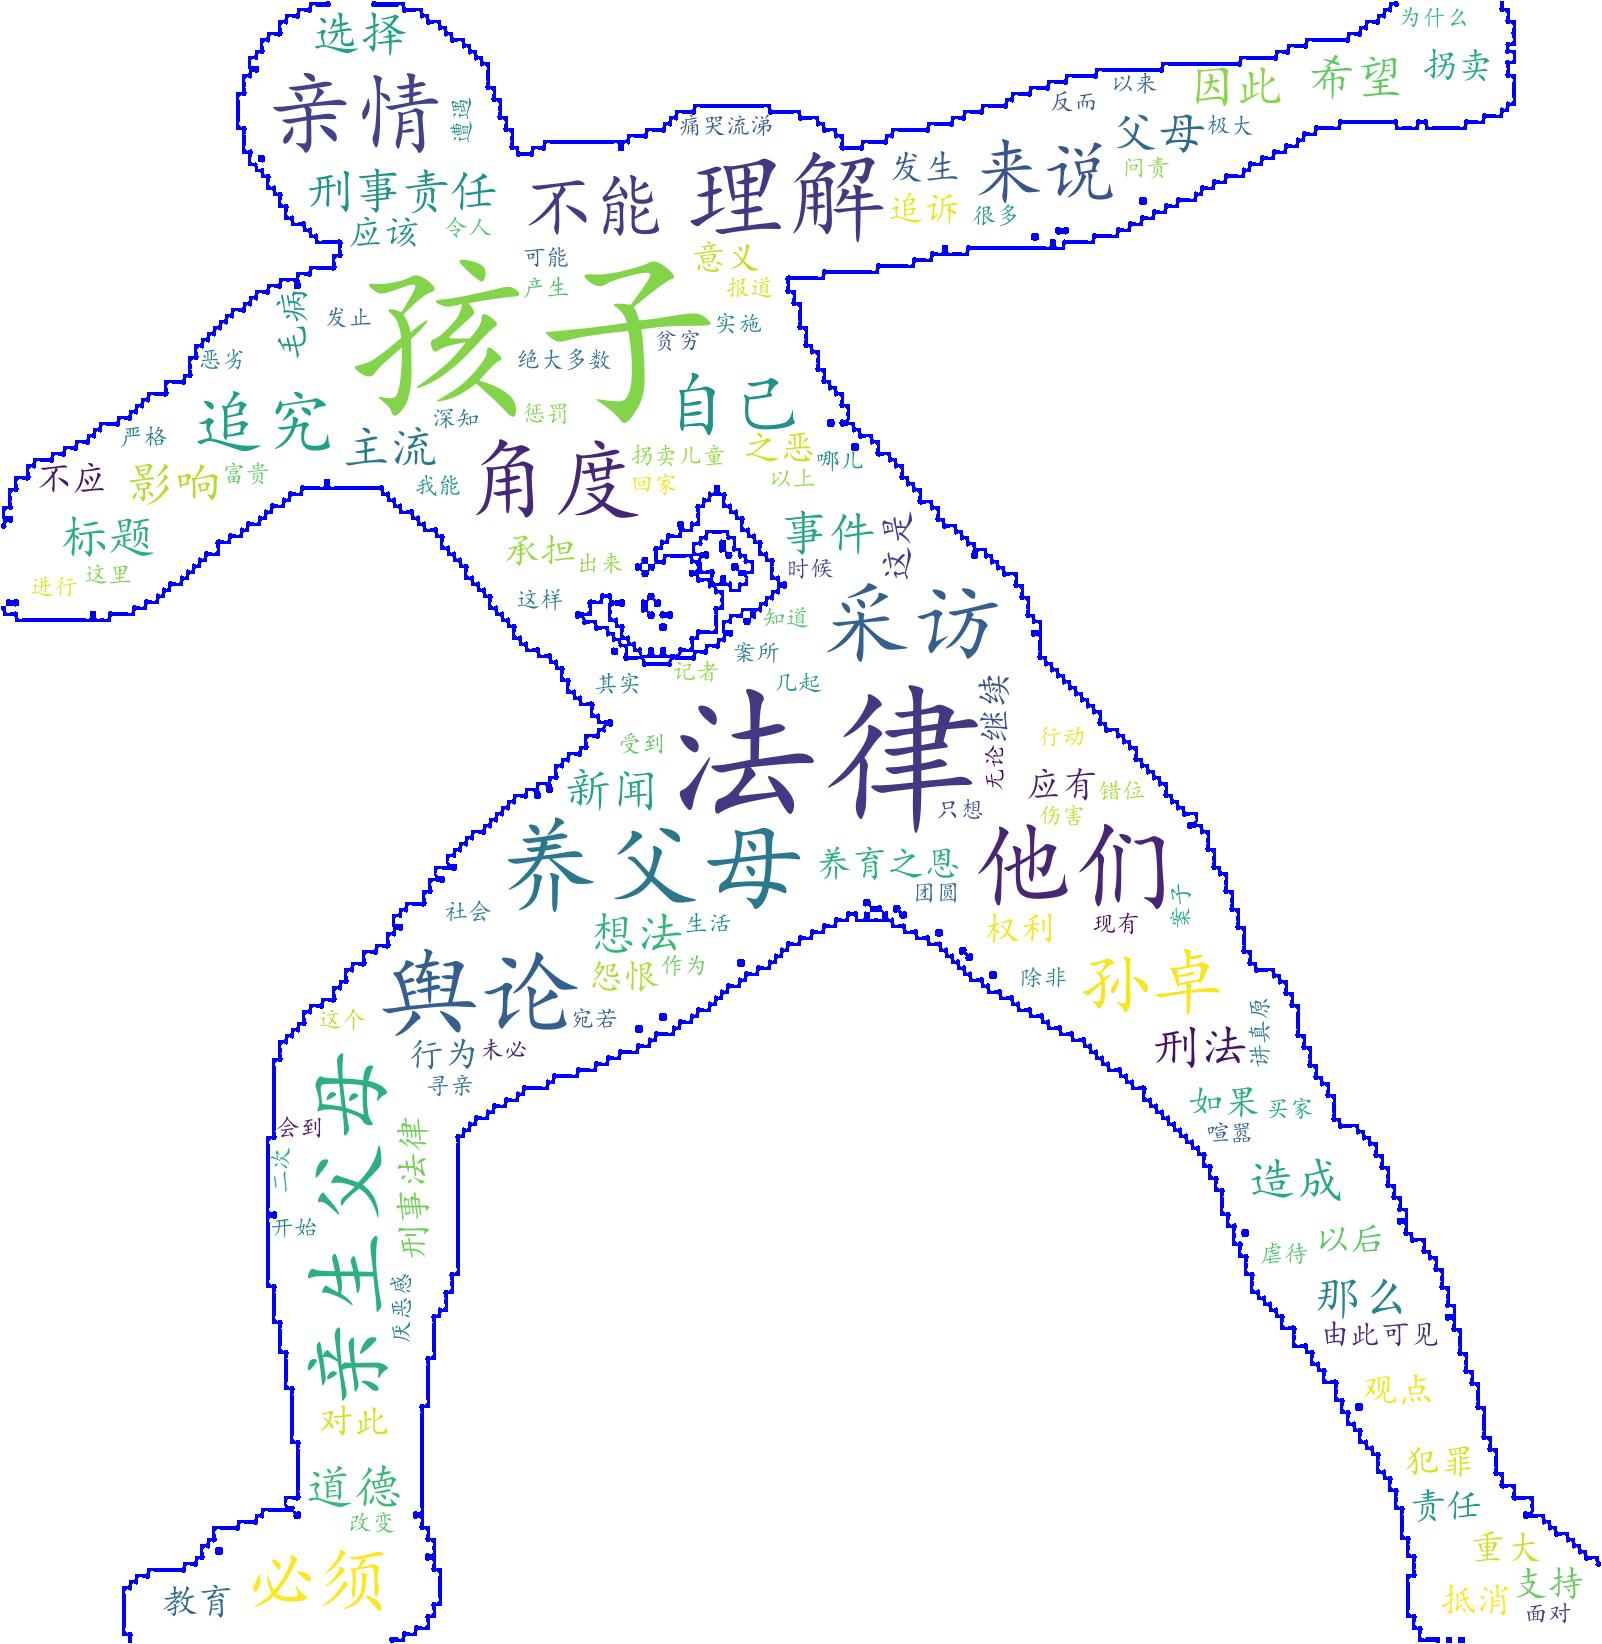 选择
为什么
亲情
遭遇
痛哭流涕
反而
以来
因此
希望
拐卖
父母
极大
刑事责任
不能
理解
发生
来说
问责
应该
令人
追诉
很多
可能
意义
孩子
产生
报道
毛病
发止
实施
恶劣
绝大多数
贫穷
追究
深知
惩罚
自己
严格
主流
之恶
不应
影响
富贵
我能
角度
拐卖儿童
哪儿
回家
以上
标题
承担
事件
这是
进行
这里
出来
时候
这样
知道
采访
案所
记者
其实
几起
法律
继续
受到
行动
无论
新闻
应有
错位
只想
伤害
养父母
养育之恩
他们
团圆
案子
社会
想法
生活
权利
现有
舆论
怨恨
作为
除非
孙卓
这个
宛若
讲真原
行为
未必
刑法
寻亲
亲生父母
会到
刑事法律
如果
买家
喧嚣
二次
造成
开始
以后
虐待
厌恶感
那么
由此可见
对此
观点
道德
犯罪
责任
改变
重大
必须
支持
教育
抵消
面对